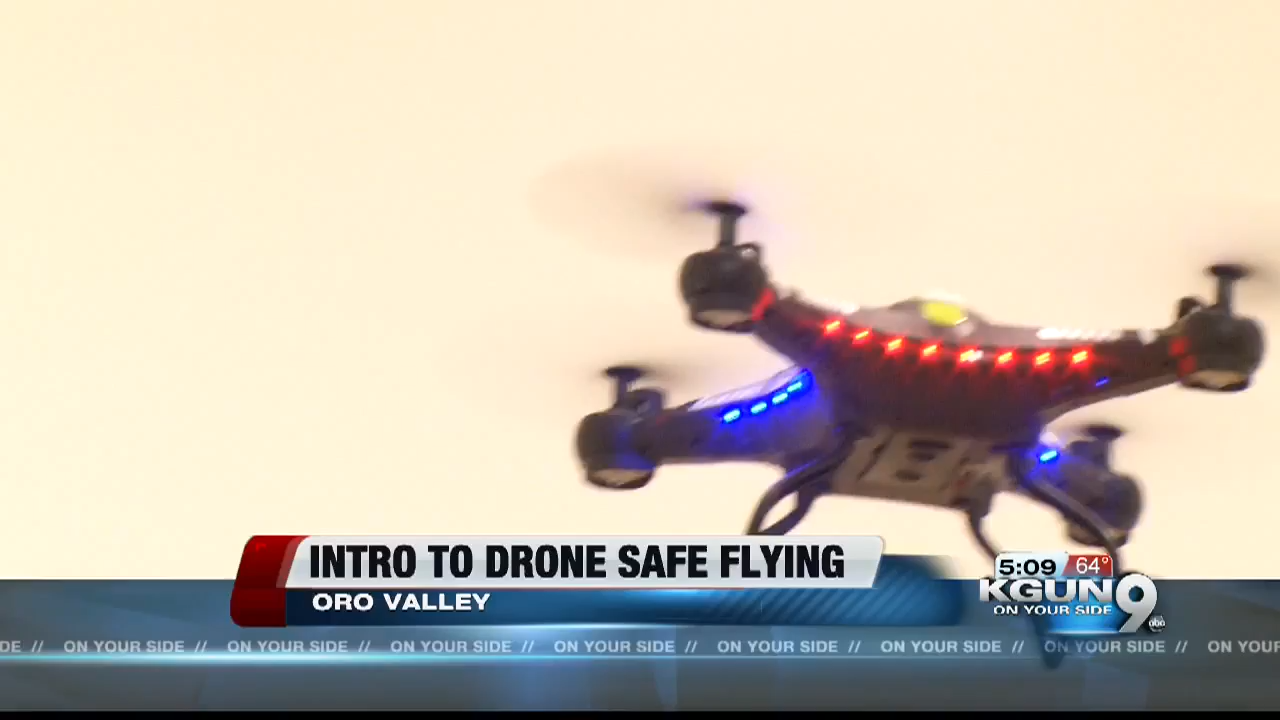 INTRO TO DRONE SAFE FLYING
ORO VALLEY
5:09 64°
KGUN 9
ON YOUR SIDE
abc
DE // ON YOUR SIDE // ON YOUR SIDE // ON YOUR SIDE // ON YOUR SIDE // ON YOUR SIDE // ON YOUR SIDE // ON YOUR SIDE // ON YOUR